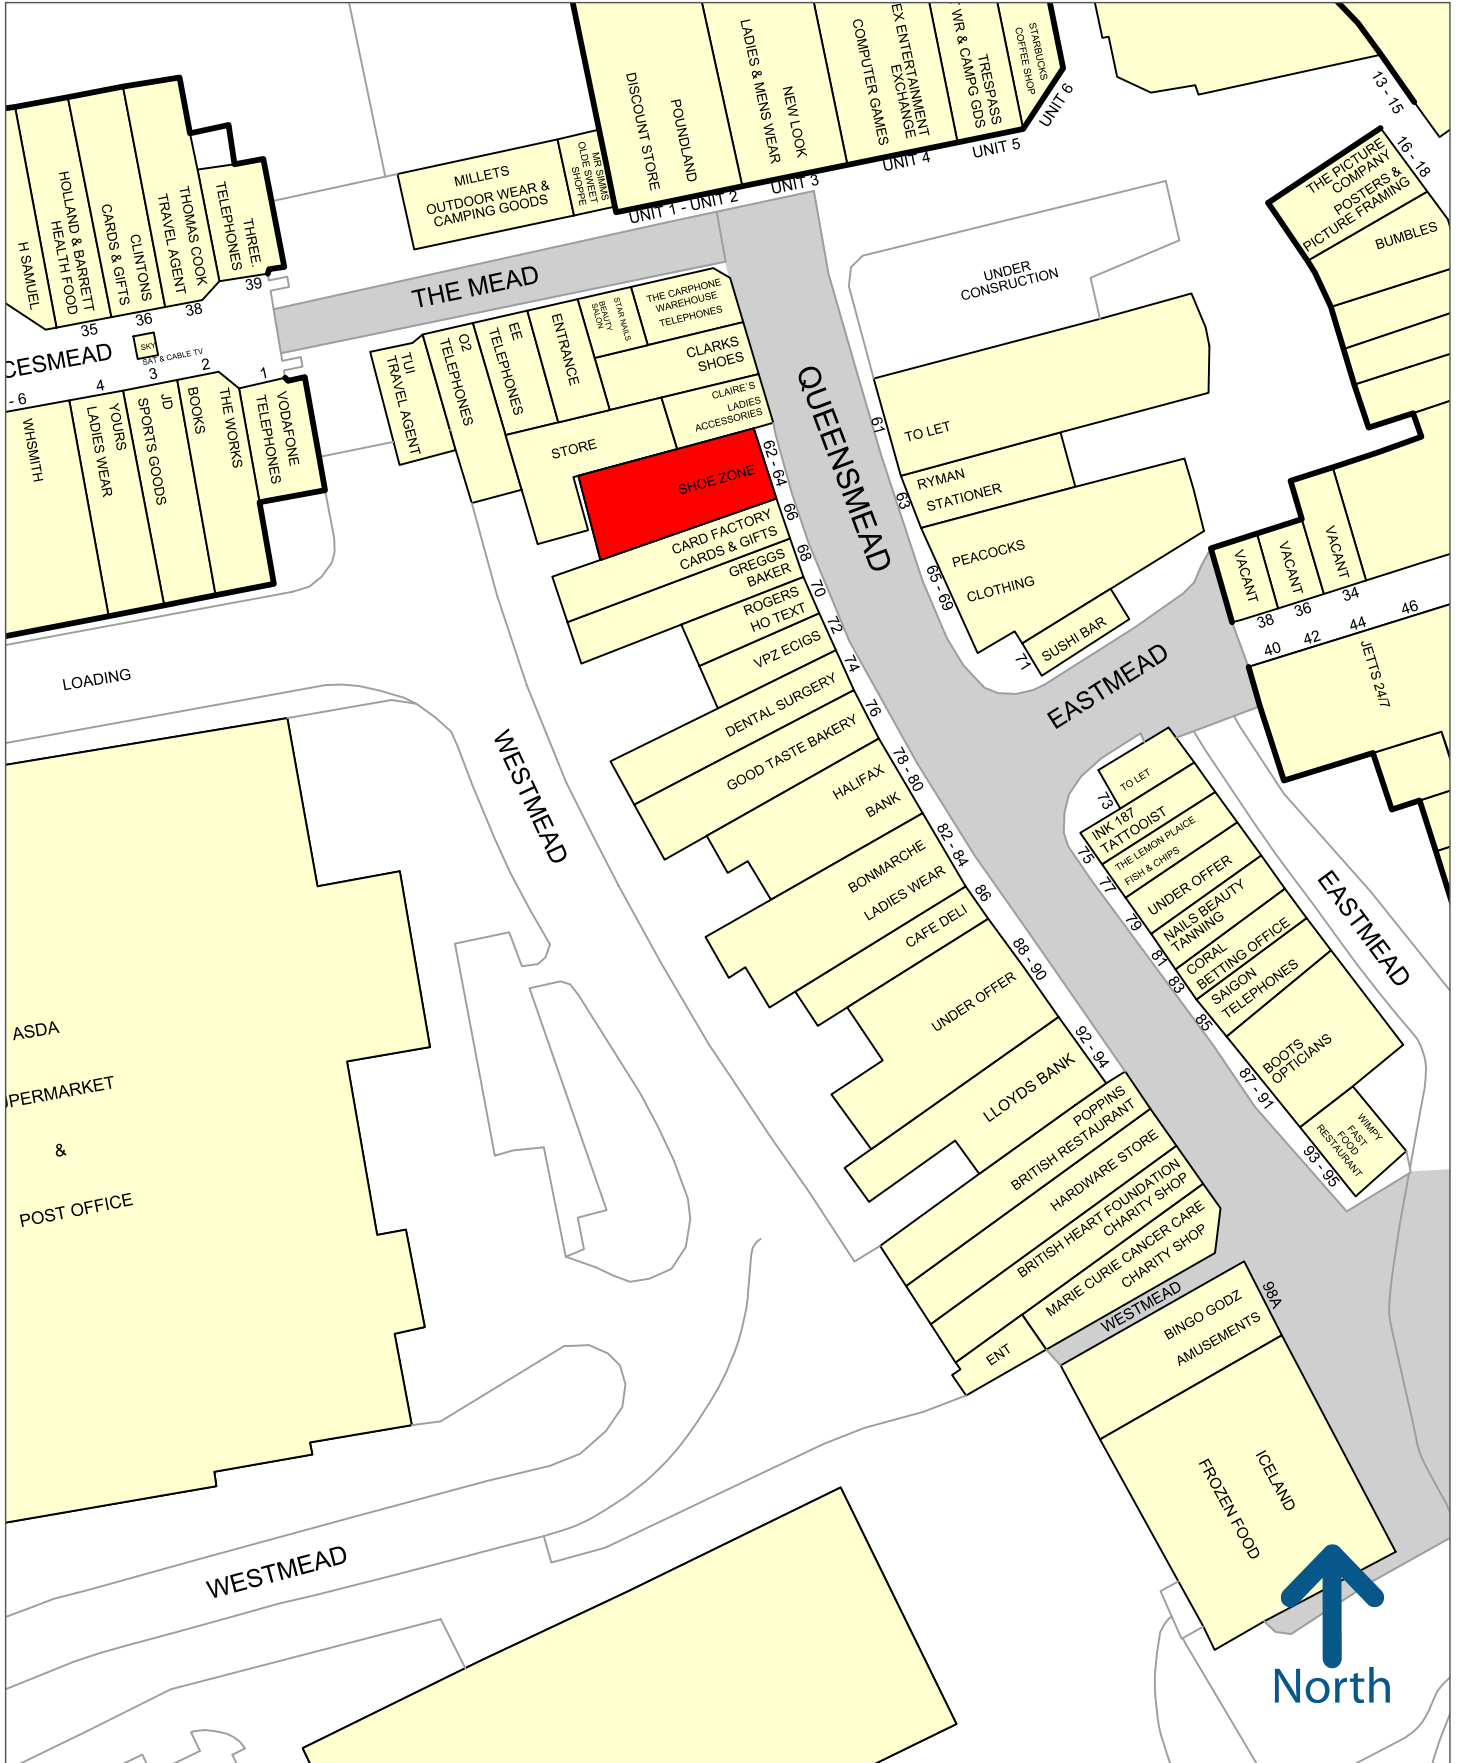 DISCOUNT STORE
POUNDLAND
LADIES & MENS WEAR
NEW LOOK
COMPUTER GAMES
EX ENTERTAINMENT
EXCHANGE
WR & CAMPG GDS
TRESPASS
STARBUCKS
COFFEE SHOP
UNIT 1 - UNIT 2
UNIT 3
UNIT 4
UNIT 5
UNIT 6
13 - 15
16 - 18
THE PICTURE
COMPANY
POSTERS &
PICTURE FRAMING
BUMBLES
MILLETS
OUTDOOR WEAR &
CAMPING GOODS
MR SIMMS
OLDE SWEET
SHOPPE
H SAMUEL
HOLLAND & BARRETT
HEALTH FOOD
CARDS & GIFTS
CLINTONS
THOMAS COOK
TRAVEL AGENT
THREE.
TELEPHONES
35
36
38
39
CESMEAD
SKY
SAT & CABLE TV
- 6
4
3
2
1
WHSMITH
YOURS
LADIES WEAR
JD
SPORTS GOODS
BOOKS
THE WORKS
VODAFONE
TELEPHONES
THE MEAD
TUI
TRAVEL AGENT
O2
TELEPHONES
EE
TELEPHONES
ENTRANCE
STAR NAILS
BEAUTY
SALON
THE CARPHONE
WAREHOUSE
TELEPHONES
CLARKS
SHOES
CLAIRE'S
LADIES
ACCESSORIES
STORE
SHOE ZONE
62 - 64
QUEENSMEAD
UNDER
CONSRUCTION
61
TO LET
63
RYMAN
STATIONER
65 - 69
PEACOCKS
CLOTHING
71
SUSHI BAR
VACANT
VACANT
VACANT
38
36
34
40
42
44
46
JETTS 24/7
EASTMEAD
CARD FACTORY
CARDS & GIFTS
66
GREGGS
BAKER
68
ROGERS
HO TEXT
70
VPZ ECIGS
72
DENTAL SURGERY
74
GOOD TASTE BAKERY
76
HALIFAX
BANK
78 - 80
BONMARCHE
LADIES WEAR
82 - 84
CAFE DELI
86
UNDER OFFER
88 - 90
LLOYDS BANK
92 - 94
POPPINS
BRITISH RESTAURANT
HARDWARE STORE
BRITISH HEART FOUNDATION
CHARITY SHOP
MARIE CURIE CANCER CARE
CHARITY SHOP
ENT
WESTMEAD
BINGO GODZ
AMUSEMENTS
98A
ICELAND
FROZEN FOOD
73
TO LET
75
INK 187
TATTOOIST
77
THE LEMON PLAICE
FISH & CHIPS
79
UNDER OFFER
81
NAILS BEAUTY
TANNING
83
CORAL
BETTING OFFICE
85
SAIGON
TELEPHONES
87 - 91
BOOTS
OPTICIANS
93 - 95
WIMPY
FAST
FOOD
RESTAURANT
EASTMEAD
LOADING
WESTMEAD
ASDA
UPERMARKET
&
POST OFFICE
WESTMEAD
North